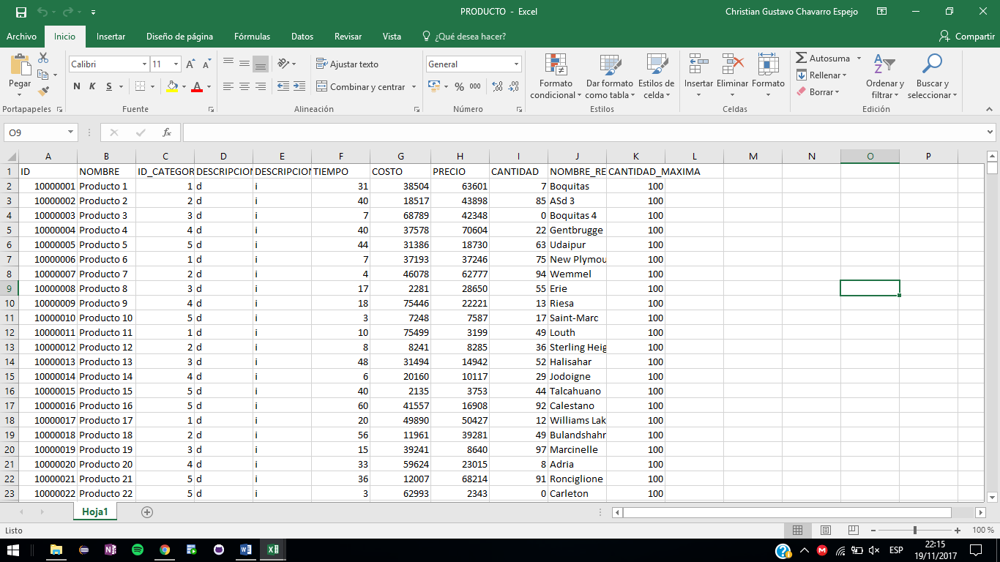 PRODUCTO - Excel
Christian Gustavo Chavarro Espejo
Archivo Inicio Insertar Diseño de página Fórmulas Datos Revisar Vista ¿Qué desea hacer? Compartir
Pegar
Calibri 11
N K S
Ajustar texto
Combinar y centrar
General
% 000
Formato condicional
Dar formato como tabla
Estilos de celda
Insertar Eliminar Formato
Autosuma
Rellenar
Borrar
Ordenar y filtrar
Buscar y seleccionar
Portapapeles Fuente Alineación Número Estilos Celdas Edición
O9 fx
A B C D E F G H I J K L M N O P
1 ID NOMBRE ID_CATEGOR DESCRIPCION DESCRIPCION TIEMPO COSTO PRECIO CANTIDAD NOMBRE_RE CANTIDAD_MAXIMA
2 10000001 Producto 1 1 d i 31 38504 63601 7 Boquitas 100
3 10000002 Producto 2 2 d i 40 18517 43898 85 ASd 3 100
4 10000003 Producto 3 3 d i 7 68789 42348 0 Boquitas 4 100
5 10000004 Producto 4 4 d i 40 37578 70604 22 Gentbrugge 100
6 10000005 Producto 5 5 d i 44 31386 18730 63 Udaipur 100
7 10000006 Producto 6 1 d i 7 37193 37246 75 New Plymou 100
8 10000007 Producto 7 2 d i 4 46078 62777 94 Wemmel 100
9 10000008 Producto 8 3 d i 17 2281 28650 55 Erie 100
10 10000009 Producto 9 4 d i 18 75446 22221 13 Riesa 100
11 10000010 Producto 10 5 d i 3 7248 7587 17 Saint-Marc 100
12 10000011 Producto 11 1 d i 10 75499 3199 49 Louth 100
13 10000012 Producto 12 2 d i 8 8241 8285 36 Sterling Heig 100
14 10000013 Producto 13 3 d i 48 31494 14942 52 Halisahar 100
15 10000014 Producto 14 4 d i 6 20160 10117 29 Jodoigne 100
16 10000015 Producto 15 5 d i 40 2135 3753 44 Talcahuano 100
17 10000016 Producto 16 5 d i 60 41557 16908 92 Calestano 100
18 10000017 Producto 17 1 d i 20 49890 50427 12 Williams Lak 100
19 10000018 Producto 18 2 d i 56 11961 39281 49 Bulandshahr 100
20 10000019 Producto 19 3 d i 15 39241 8640 97 Marcinelle 100
21 10000020 Producto 20 4 d i 33 59624 23015 8 Adria 100
22 10000021 Producto 21 5 d i 36 12007 68214 91 Ronciglione 100
23 10000022 Producto 22 5 d i 3 62993 2343 0 Carleton 100
Hoja1
Listo
100 %
ESP
22:15
19/11/2017